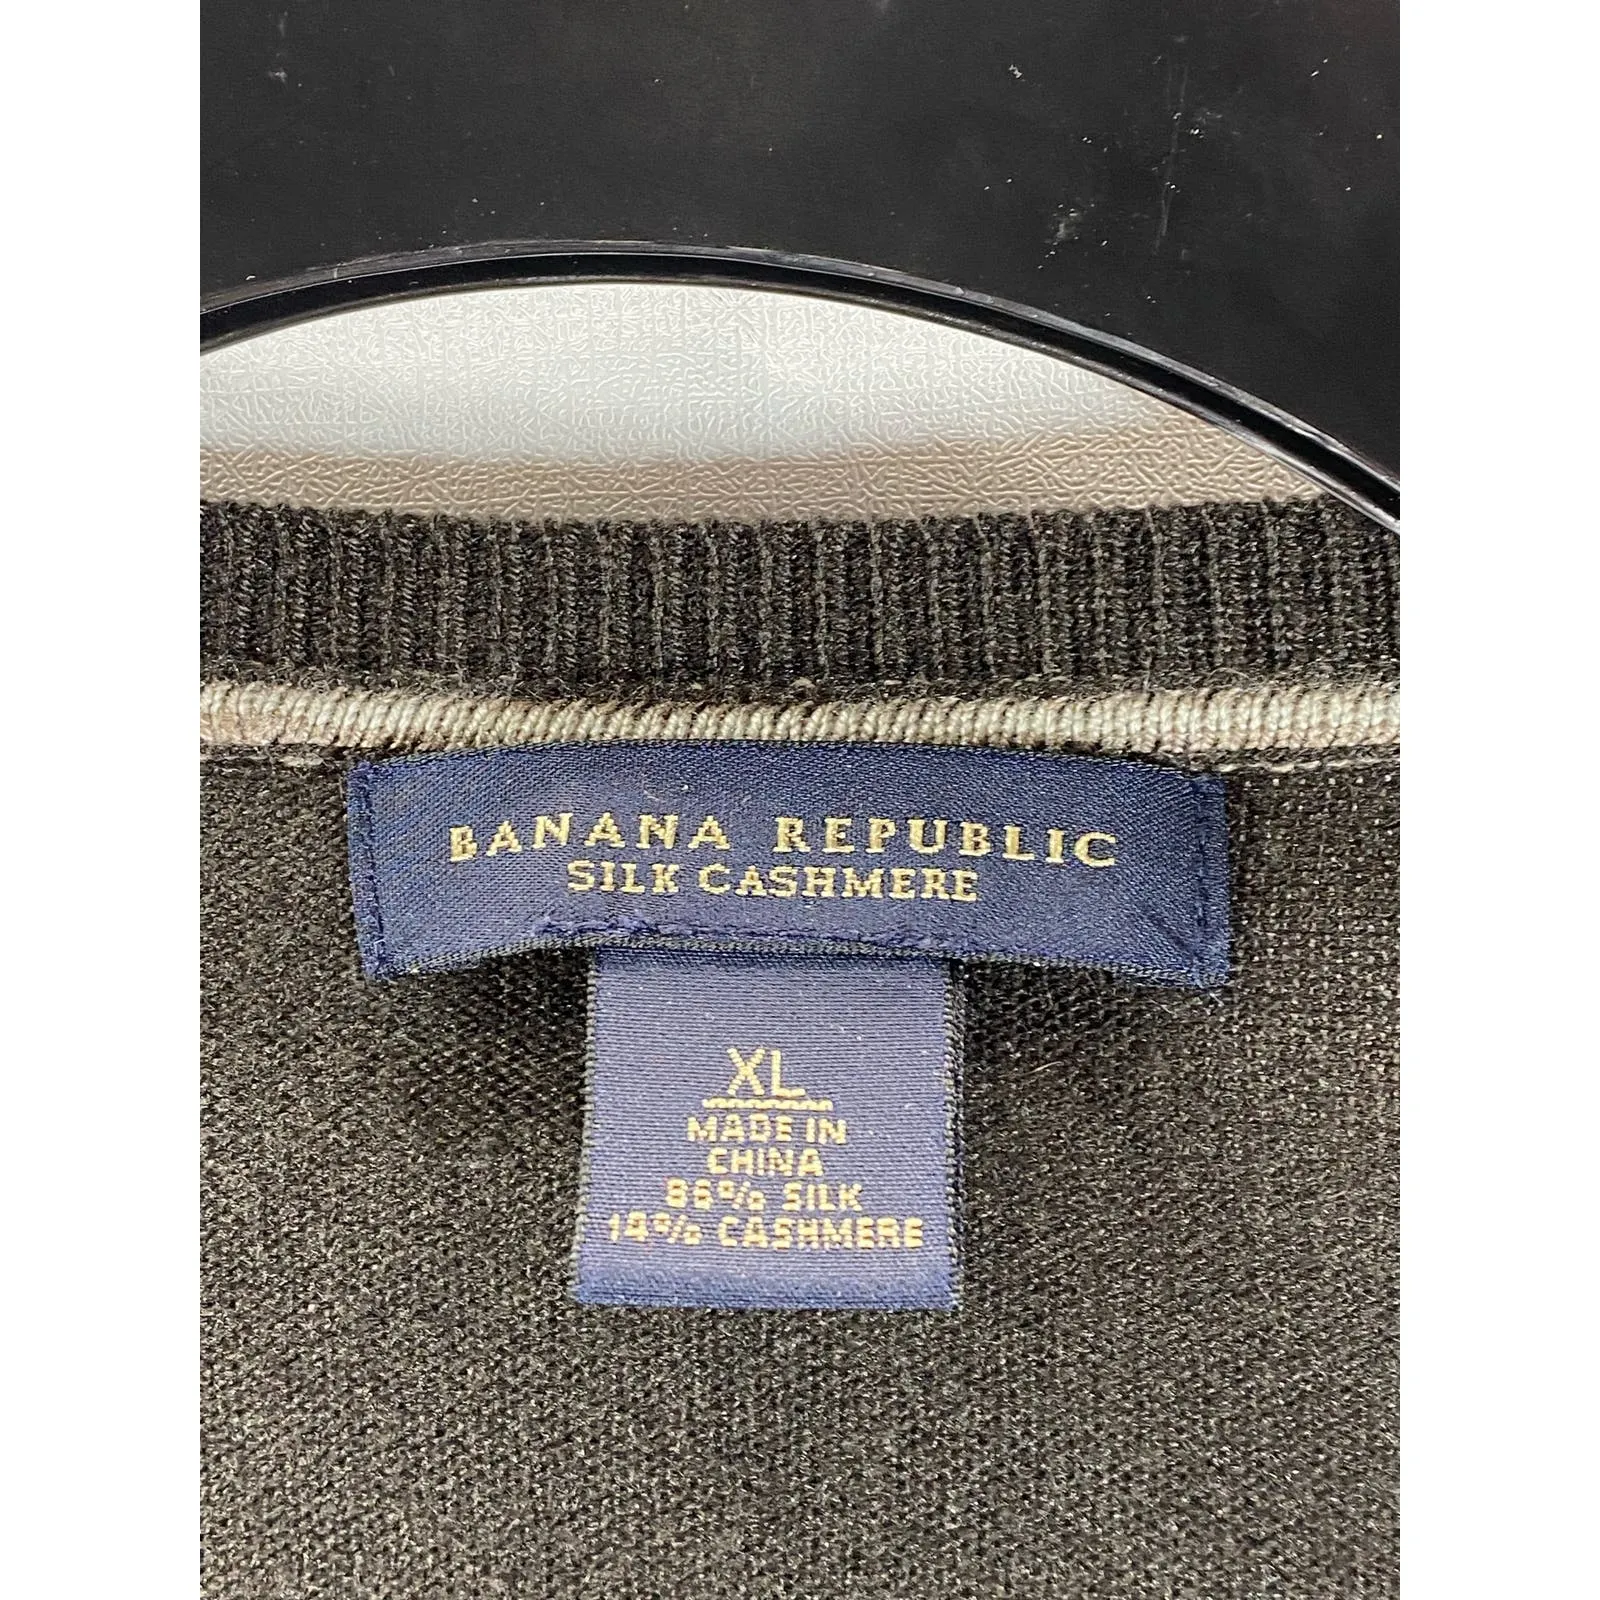 BANANA REPUBLIC
SILK CASHMERE
XL
MADE IN
CHINA
86% SILK
14% CASHMERE